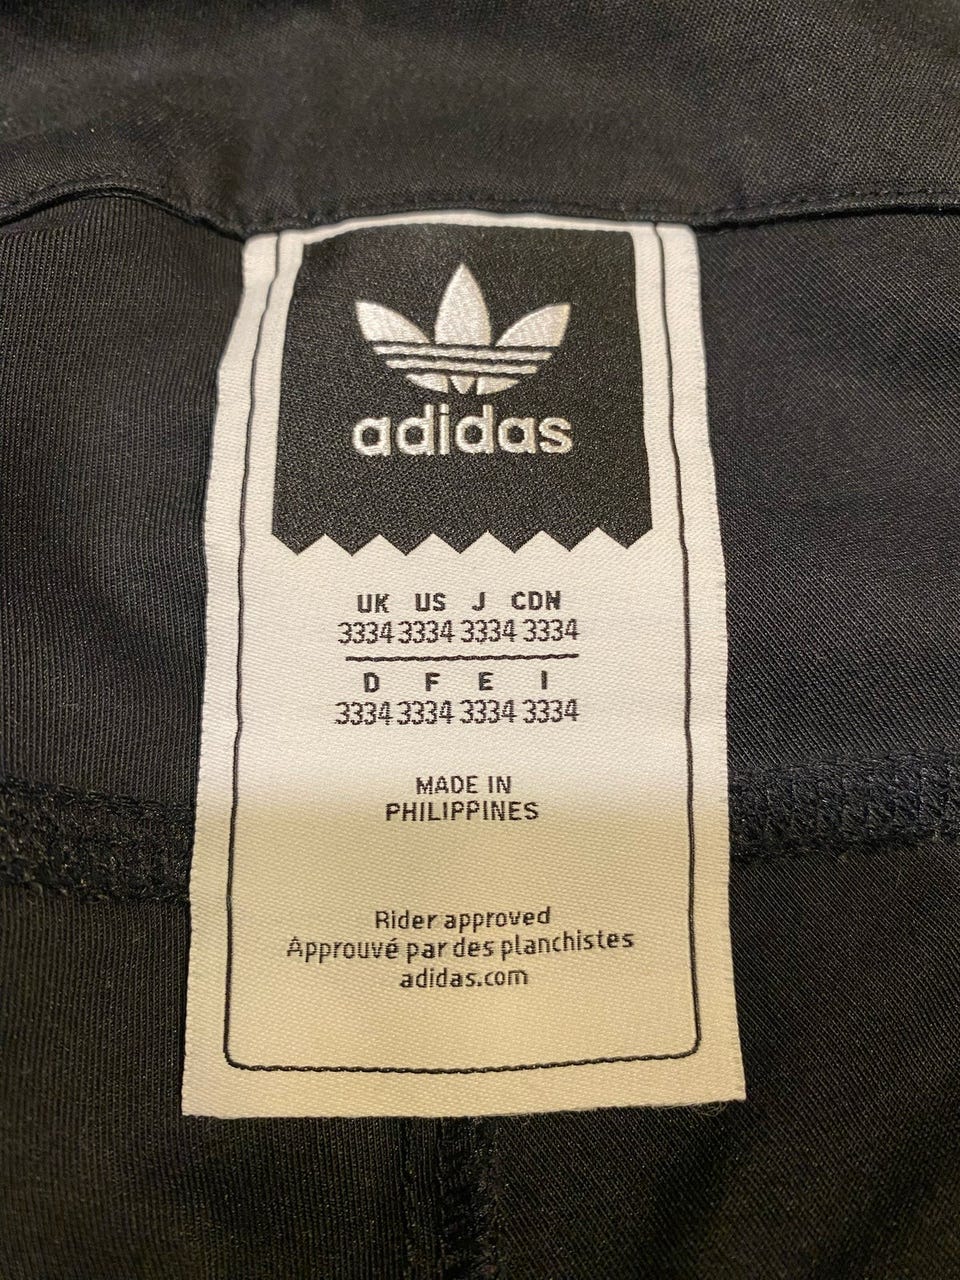 adidas
UK US J CDN
3334 3334 3334 3334
D F E I
3334 3334 3334 3334
MADE IN
PHILIPPINES
Rider approved
Approuvé par des planchistes
adidas.com